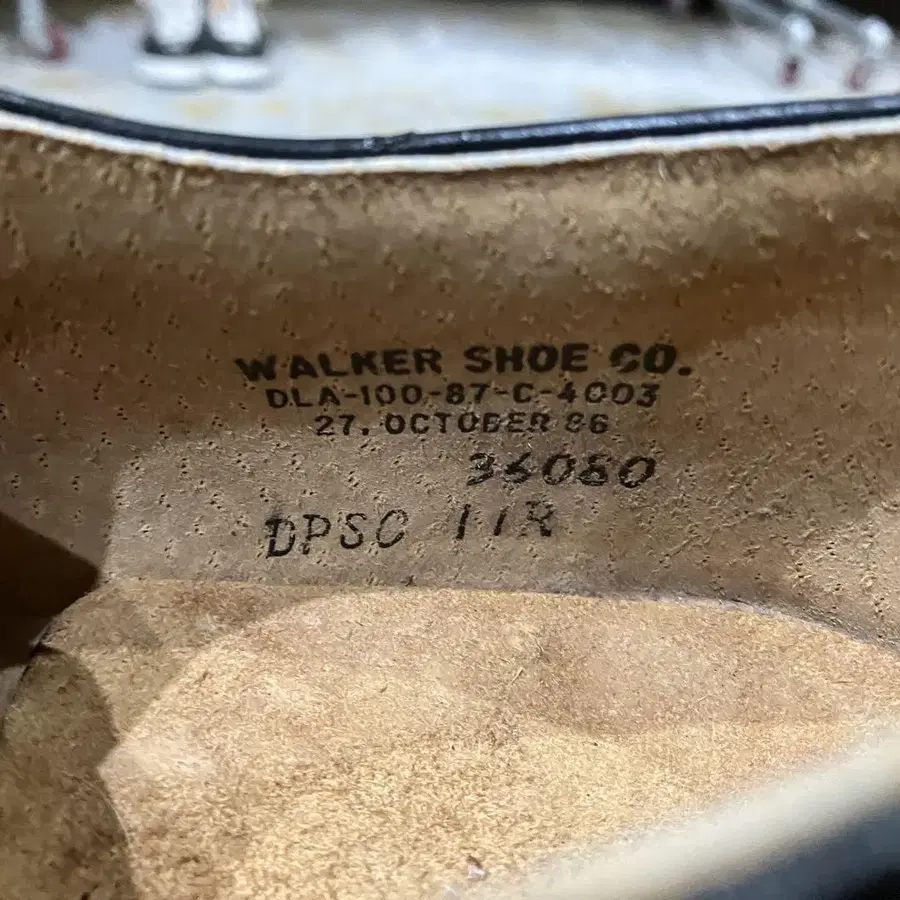 WALKER SHOE CO.
DLA-100-87-C-4003
27, OCTOBER 86
36080
DPSC 11R